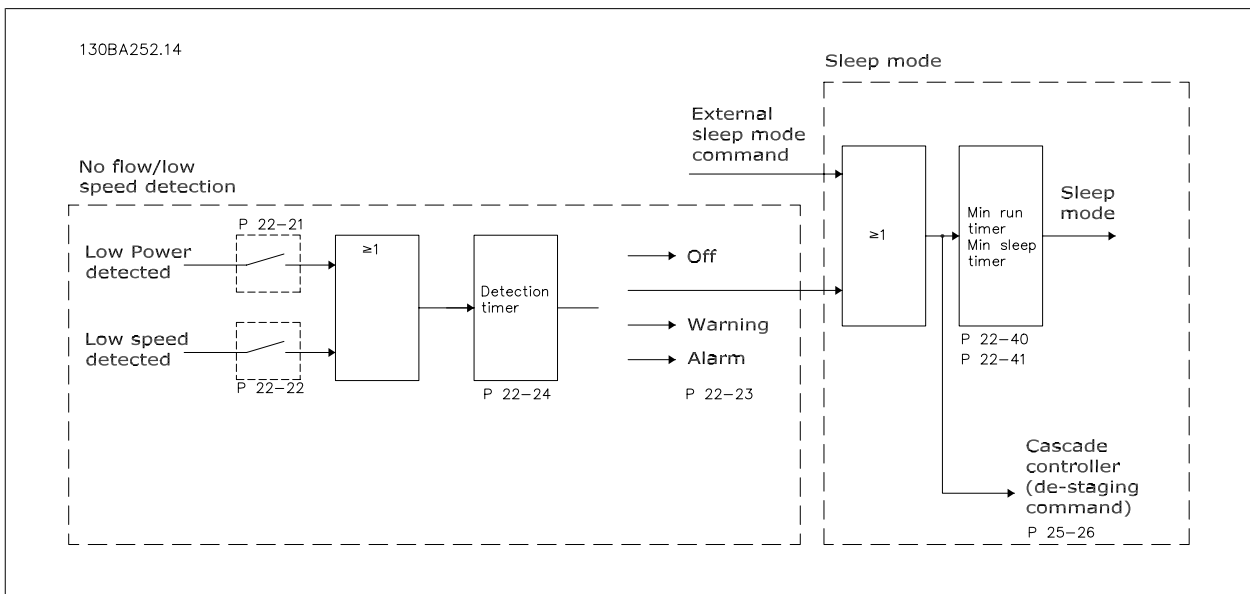 130BA252.14
Sleep mode
External
sleep mode
command
No flow/low
speed detection
P 22-21
Low Power
detected
≥1
Low speed
detected
P 22-22
Detection
timer
P 22-24
Off
Warning
Alarm
P 22-23
≥1
Min run
timer
Min sleep
timer
P 22-40
P 22-41
Sleep
mode
Cascade
controller
(de-staging
command)
P 25-26